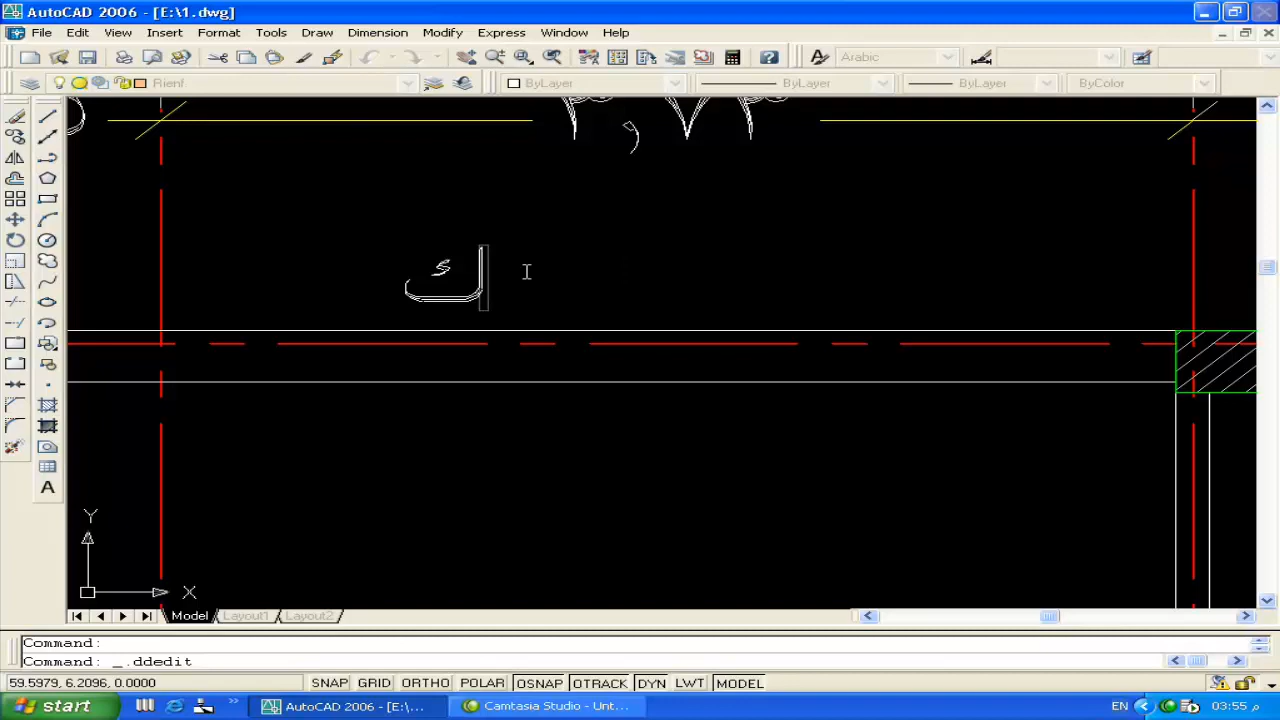 AutoCAD 2006 - [E:\1.dwg]
File Edit View Insert Format Tools Draw Dimension Modify Express Window Help
Arabic
Rienf ByLayer ByLayer ByLayer ByColor
ك
Y
X
Model Layout1 Layout2
Command:
Command: _.ddedit
59.5979, 6.2096, 0.0000 SNAP GRID ORTHO POLAR OSNAP OTRACK DYN LWT MODEL
start AutoCAD 2006 - [E:\... Camtasia Studio - Unt... EN 03:55 م